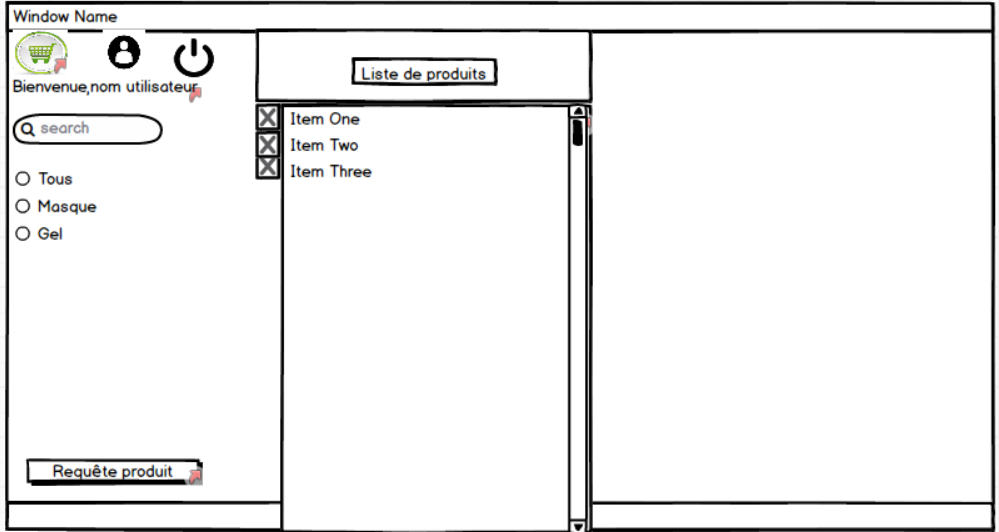 Window Name
Bienvenue,nom utilisateur
search
Tous
Masque
Gel
Requête produit
Liste de produits
Item One
Item Two
Item Three